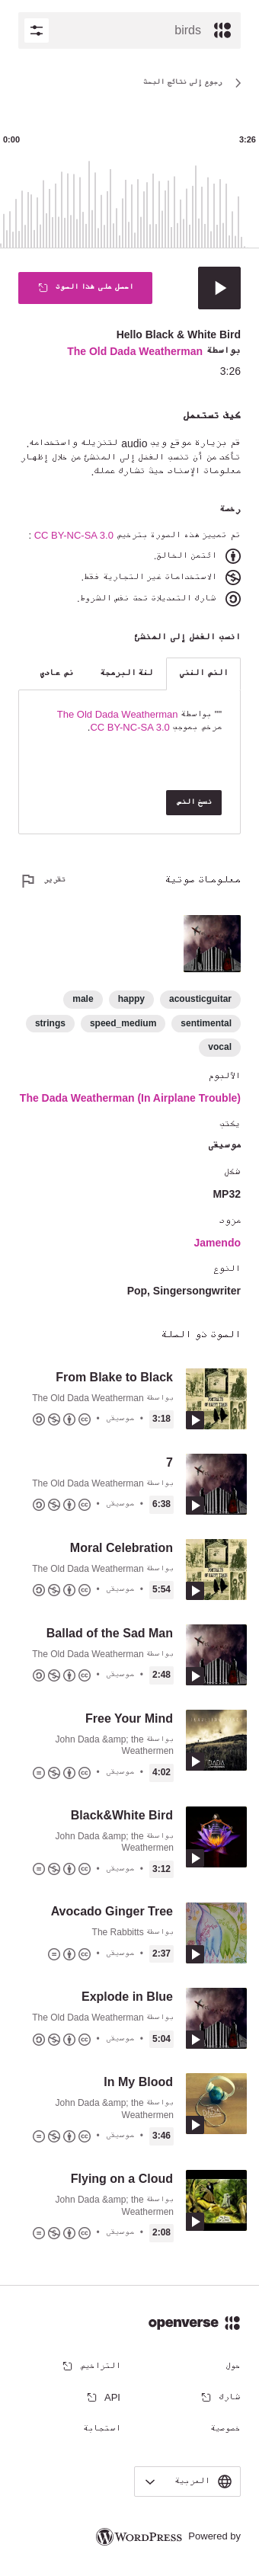 birds
رجوع إلى نتائج البحث
0:00
3:26
احصل على هذا الصوت
Hello Black & White Bird
بواسطة The Old Dada Weatherman
3:26
كيف تستعمل
قم بزيارة موقع ويب audio لتنزيله واستخدامه.
تأكد من أن تنسب الفضل إلى المنشئ من خلال إظهار
معلومات الإسناد حيث تشارك عملك.
رخصة
تم تمييز هذه الصورة بترخيص CC BY-NC-SA 3.0 :
ائتمن الخالق.
الاستخدامات غير التجارية فقط.
شارك التعديلات تحت نفس الشروط.
انسب الفضل إلى المنشئ
النص الغني
لغة البرمجة
نص عادي
"" بواسطة The Old Dada Weatherman
مرخص بموجب CC BY-NC-SA 3.0.
نسخ النص
معلومات صوتية
تقرير
acousticguitar
happy
male
sentimental
speed_medium
strings
vocal
الألبوم
The Dada Weatherman (In Airplane Trouble)
يكتب
موسيقى
شكل
MP32
مزود
Jamendo
النوع
Pop, Singersongwriter
الصوت ذو الصلة
From Blake to Black
بواسطة The Old Dada Weatherman
3:18 • موسيقى •
7
بواسطة The Old Dada Weatherman
6:38 • موسيقى •
Moral Celebration
بواسطة The Old Dada Weatherman
5:54 • موسيقى •
Ballad of the Sad Man
بواسطة The Old Dada Weatherman
2:48 • موسيقى •
Free Your Mind
بواسطة John Dada &amp; the
Weathermen
4:02 • موسيقى •
Black&White Bird
بواسطة John Dada &amp; the
Weathermen
3:12 • موسيقى •
Avocado Ginger Tree
بواسطة The Rabbitts
2:37 • موسيقى •
Explode in Blue
بواسطة The Old Dada Weatherman
5:04 • موسيقى •
In My Blood
بواسطة John Dada &amp; the
Weathermen
3:46 • موسيقى •
Flying on a Cloud
بواسطة John Dada &amp; the
Weathermen
2:08 • موسيقى •
openverse
حول
التراخيص
شارك
API
خصوصية
استجابة
العربية
Powered by WORDPRESS